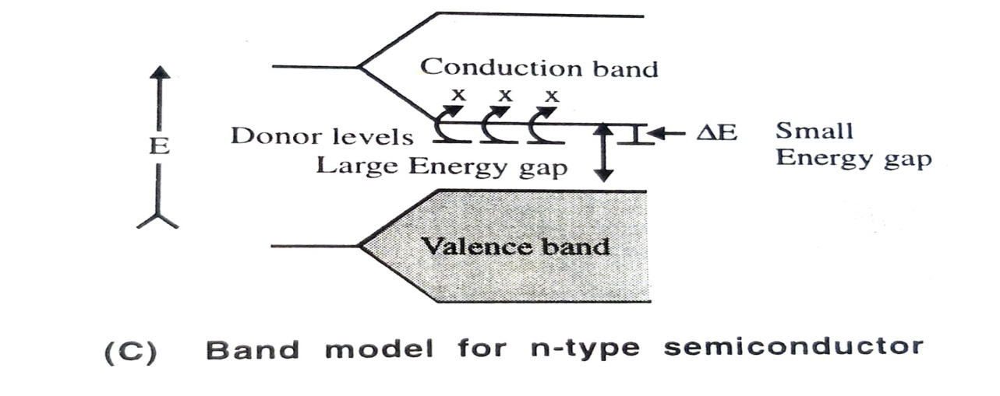 Conduction band
x x x
Donor levels
ΔE
Small
Energy gap
E
Large Energy gap
Valence band
(C) Band model for n-type semiconductor